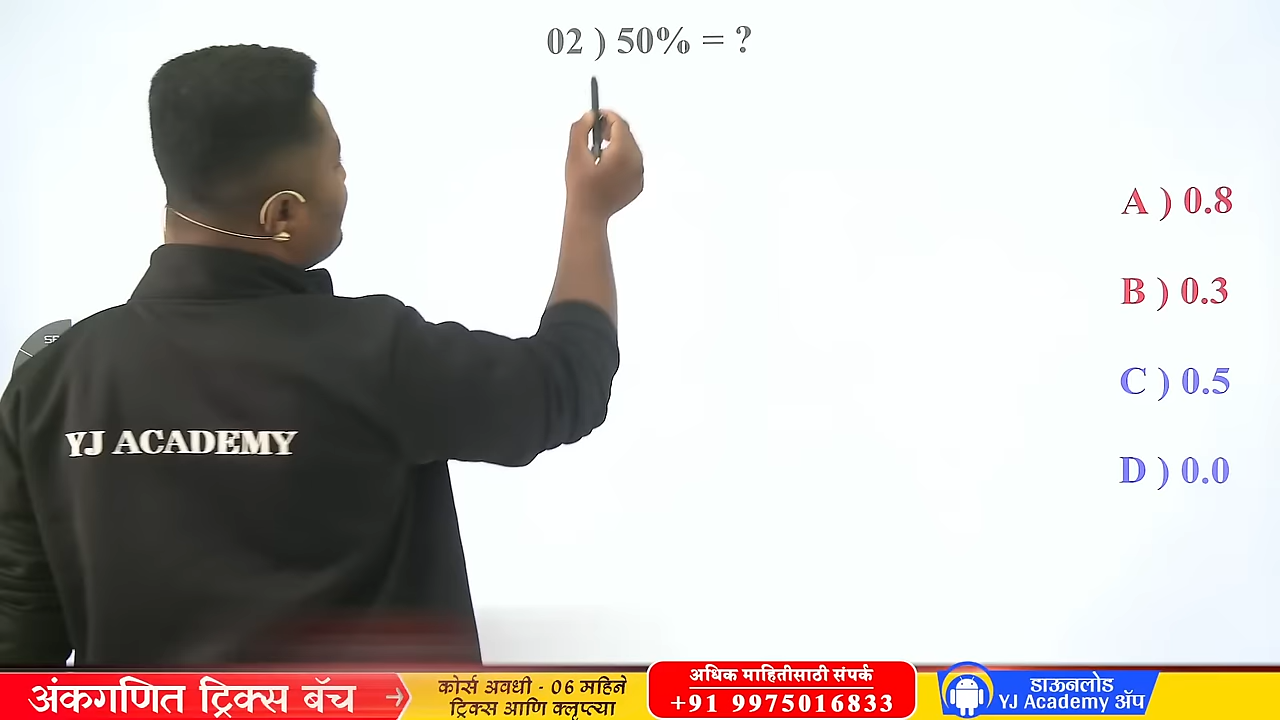 02 ) 50% = ?
A ) 0.8
B ) 0.3
C ) 0.5
D ) 0.0
YJ ACADEMY
अंकगणित ट्रिक्स बॅच
कोर्स अवधी - 06 महिने
ट्रिक्स आणि क्लृप्त्या
अधिक माहितीसाठी संपर्क
+91 9975016833
डाऊनलोड
YJ Academy ॲप